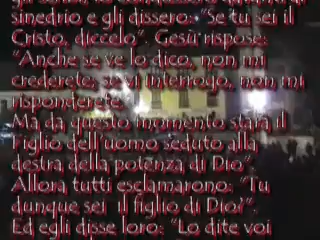 sinedrio e gli dissero: "Se tu sei il
Cristo, diccelo". Gesù rispose:
"Anche se ve lo dico, non mi
crederete; se vi interrogo, non mi
risponderete.
Ma da questo momento starà il
Figlio dell'uomo seduto alla
destra della potenza di Dio".
Allora tutti esclamarono: "Tu
dunque sei il figlio di Dio?".
Ed egli disse loro: "Lo dite voi